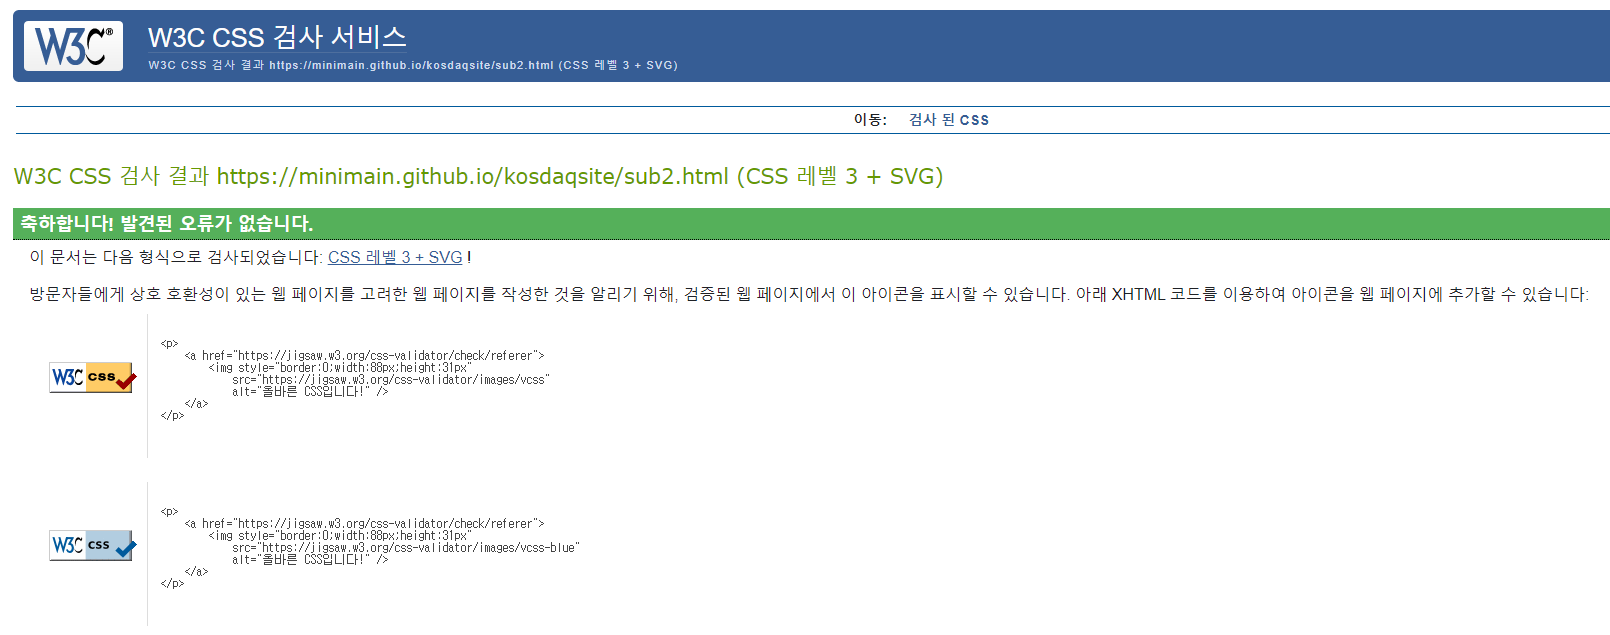 W3C® W3C CSS 검사 서비스
W3C CSS 검사 결과 https://minimain.github.io/kosdaqsite/sub2.html (CSS 레벨 3 + SVG)
이동: 검사 된 CSS
W3C CSS 검사 결과 https://minimain.github.io/kosdaqsite/sub2.html (CSS 레벨 3 + SVG)
축하합니다! 발견된 오류가 없습니다.
이 문서는 다음 형식으로 검사되었습니다: CSS 레벨 3 + SVG !
방문자들에게 상호 호환성이 있는 웹 페이지를 고려한 웹 페이지를 작성한 것을 알리기 위해, 검증된 웹 페이지에서 이 아이콘을 표시할 수 있습니다. 아래 XHTML 코드를 이용하여 아이콘을 웹 페이지에 추가할 수 있습니다:
W3C css
<p>
<a href="https://jigsaw.w3.org/css-validator/check/referer">
<img style="border:0;width:88px;height:31px"
src="https://jigsaw.w3.org/css-validator/images/vcss"
alt="올바른 CSS입니다!" />
</a>
</p>
W3C css
<p>
<a href="https://jigsaw.w3.org/css-validator/check/referer">
<img style="border:0;width:88px;height:31px"
src="https://jigsaw.w3.org/css-validator/images/vcss-blue"
alt="올바른 CSS입니다!" />
</a>
</p>